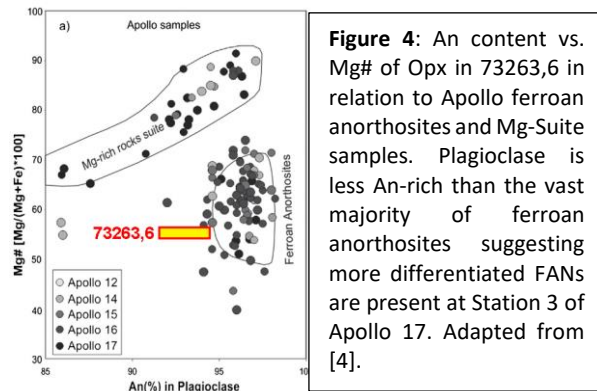 Apollo samples
a)
90
80
70
60
50
40
30
Mg# [Mg/(Mg+Fe)*100]
Mg-rich rocks suite
Ferroan Anorthosites
73263,6
Apollo 12
Apollo 14
Apollo 15
Apollo 16
Apollo 17
85
90
95
An(%) in Plagioclase
Figure 4: An content vs.
Mg# of Opx in 73263,6 in
relation to Apollo ferroan
anorthosites and Mg-Suite
samples. Plagioclase is
less An-rich than the vast
majority of ferroan
anorthosites suggesting
more differentiated FANs
are present at Station 3 of
Apollo 17. Adapted from
[4].